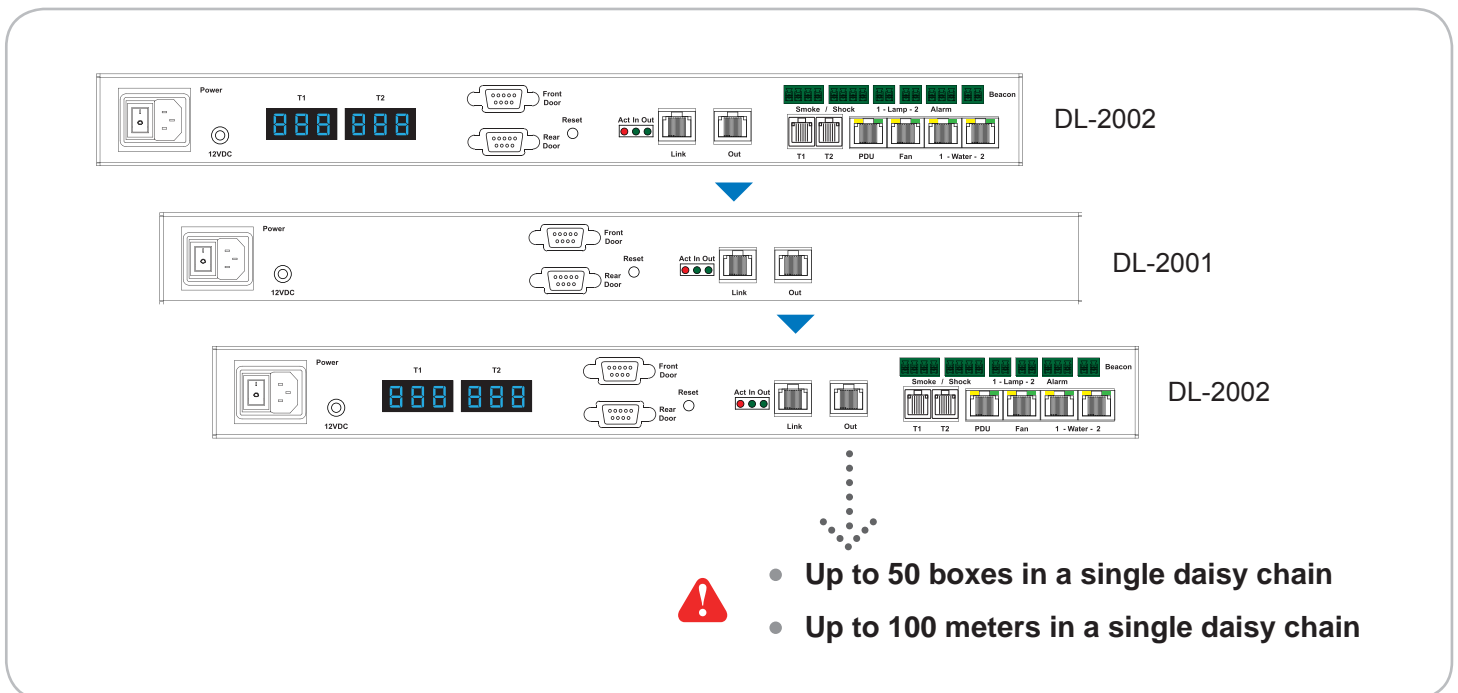 Power
T1 T2
888 888
12VDC
Front
Door
Rear
Door
Reset
Act In Out
Link Out
Smoke / Shock 1 - Lamp - 2 Alarm Beacon
T1 T2 PDU Fan 1 - Water - 2
DL-2002
Power
12VDC
Front
Door
Rear
Door
Reset
Act In Out
Link Out
DL-2001
Power
T1 T2
888 888
12VDC
Front
Door
Rear
Door
Reset
Act In Out
Link Out
Smoke / Shock 1 - Lamp - 2 Alarm Beacon
T1 T2 PDU Fan 1 - Water - 2
DL-2002
• Up to 50 boxes in a single daisy chain
• Up to 100 meters in a single daisy chain